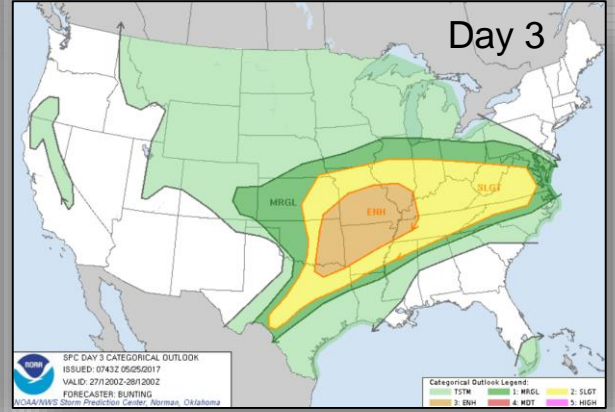 Day 3
MRGL
SLGT
ENH
NOAA
SPC DAY 3 CATEGORICAL OUTLOOK
ISSUED: 0743Z 05/25/2017
VALID: 27/1200Z-28/1200Z
FORECASTER: BUNTING
NOAA/NWS Storm Prediction Center, Norman, Oklahoma
Categorical Outlook Legend:
TSTM 1: MRGL 2: SLGT
3: ENH 4: MDT 5: HIGH